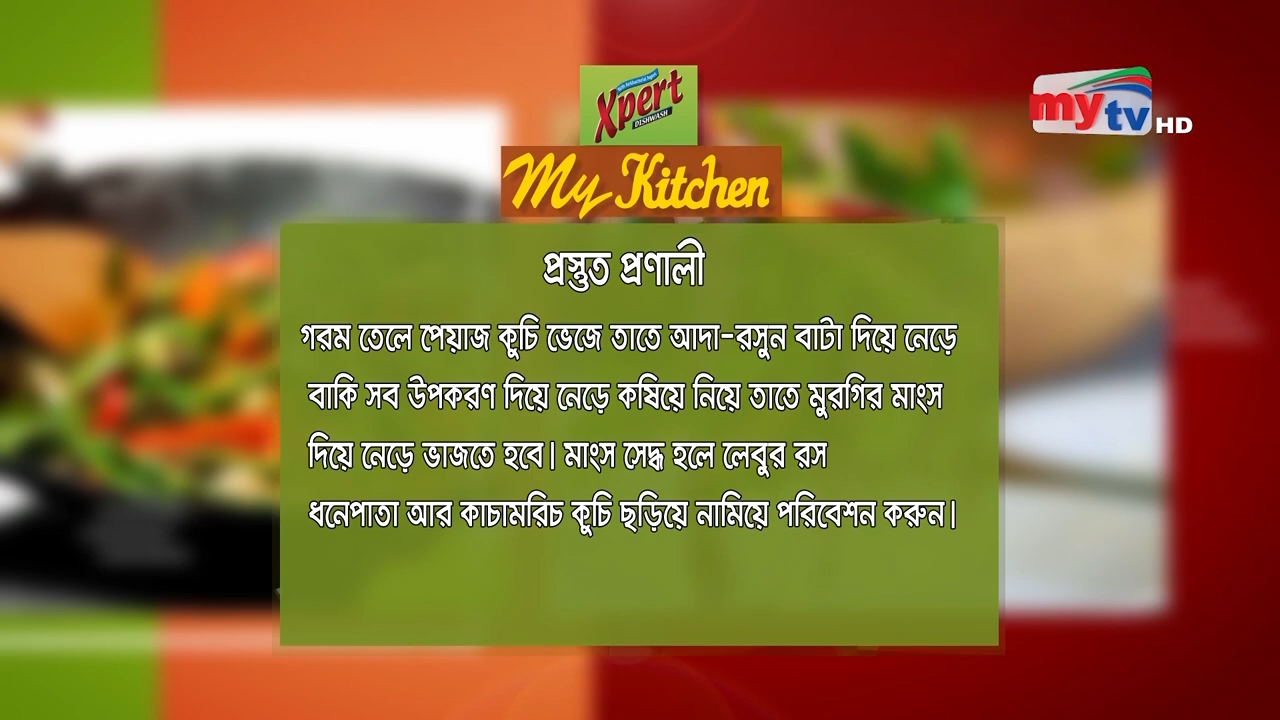 Xpert
DISHWASH
my tv HD
My Kitchen
প্রস্তুত প্রণালী
গরম তেলে পেয়াজ কুচি ভেজে তাতে আদা-রসুন বাটা দিয়ে নেড়ে
বাকি সব উপকরণ দিয়ে নেড়ে কষিয়ে নিয়ে তাতে মুরগির মাংস
দিয়ে নেড়ে ভাজতে হবে। মাংস সেদ্ধ হলে লেবুর রস
ধনেপাতা আর কাচামরিচ কুচি ছড়িয়ে নামিয়ে পরিবেশন করুন।